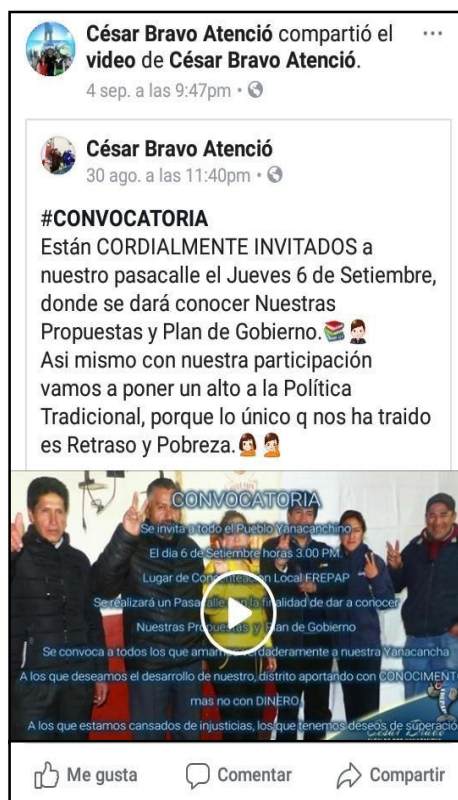 César Bravo Atenció compartió el
video de César Bravo Atenció.
4 sep. a las 9:47pm •
César Bravo Atenció
30 ago. a las 11:40pm •
#CONVOCATORIA
Están CORDIALMENTE INVITADOS a
nuestro pasacalle el Jueves 6 de Setiembre,
donde se dará conocer Nuestras
Propuestas y Plan de Gobierno.
Asi mismo con nuestra participación
vamos a poner un alto a la Política
Tradicional, porque lo único q nos ha traido
es Retraso y Pobreza.
CONVOCATORIA
Se invita a todo el Pueblo Yanacanchino
El dia 6 de Setiembre horas 3.00 PM.
Lugar de Local FREPAP
Se realizará un Pasacalle la finalidad de dar a conocer
Nuestras Propuestas y Plan de Gobierno
Se convoca a todos los que aman verdaderamente a nuestra Yanacancha
A los que deseamos el desarrollo de nuestro, distrito aportando con CONOCIMENT
mas no con DINERO
A los que estamos cansados de injusticias, los que tenemos deseos de superació
César Bravo
Me gusta
Comentar
Compartir